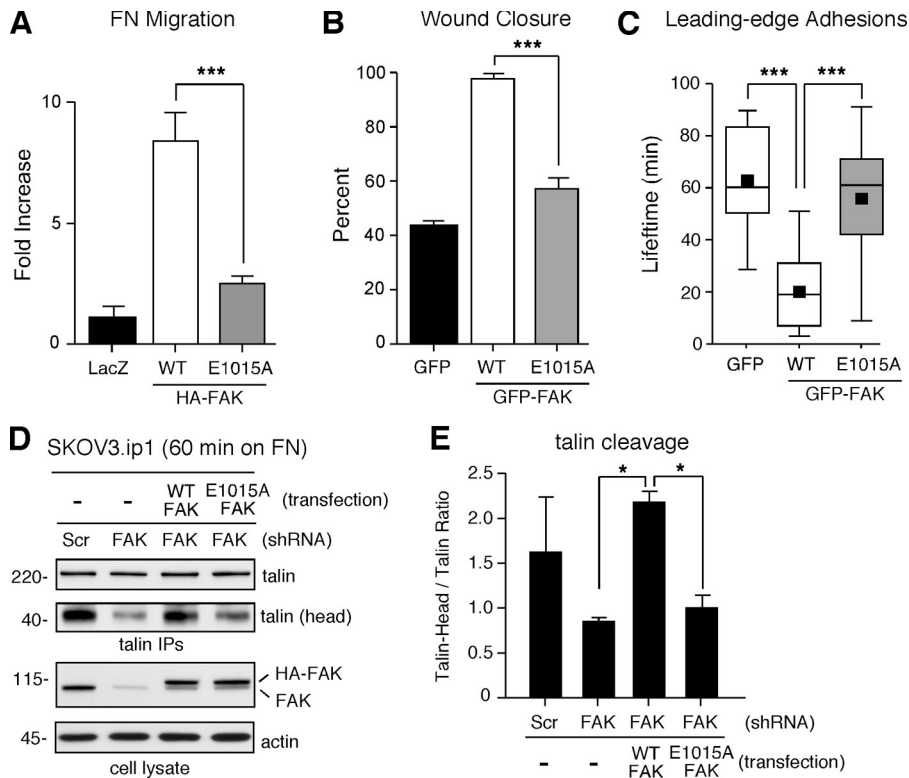 A FN Migration
***
10
5
0
Fold Increase
LacZ WT E1015A
HA-FAK
B Wound Closure
***
100
80
60
40
20
0
Percent
GFP WT E1015A
GFP-FAK
C Leading-edge Adhesions
*** ***
100
80
60
40
20
0
Lifeftime (min)
GFP WT E1015A
GFP-FAK
D SKOV3.ip1 (60 min on FN)
- - WT FAK E1015A FAK (transfection)
Scr FAK FAK FAK (shRNA)
220- talin
40- talin (head)
talin IPs
115- HA-FAK
FAK
45- actin
cell lysate
E talin cleavage
* *
2.5
2.0
1.5
1.0
0.5
0
Talin-Head / Talin Ratio
Scr FAK FAK FAK (shRNA)
- - WT FAK E1015A FAK (transfection)